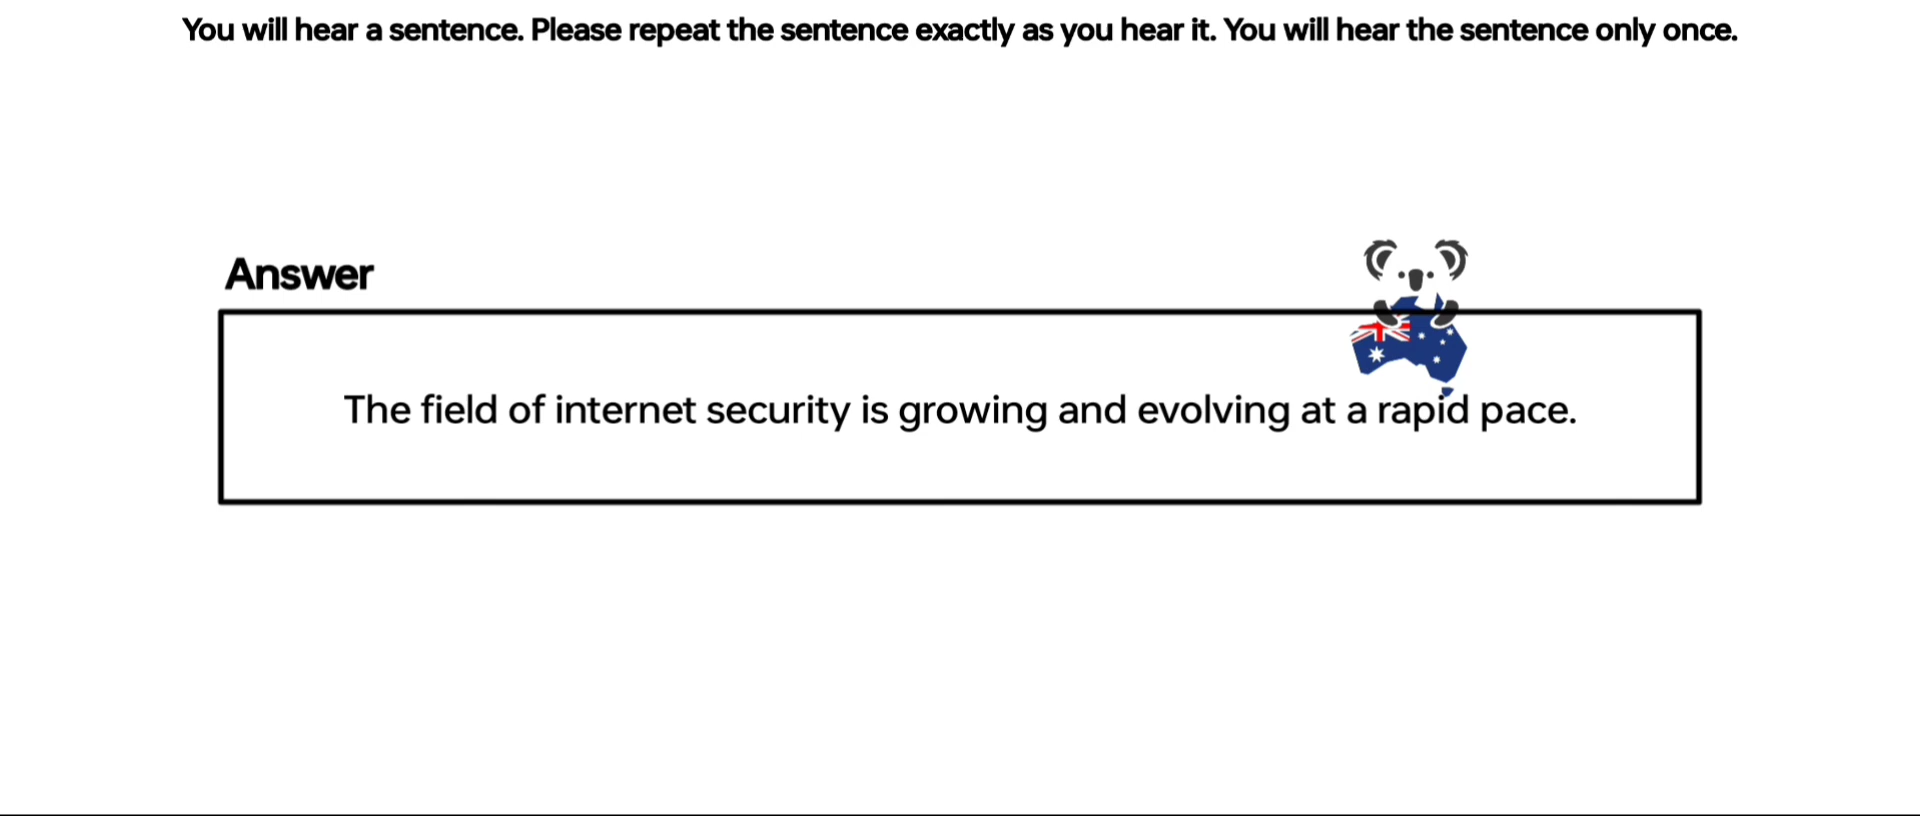 You will hear a sentence. Please repeat the sentence exactly as you hear it. You will hear the sentence only once.
Answer
The field of internet security is growing and evolving at a rapid pace.